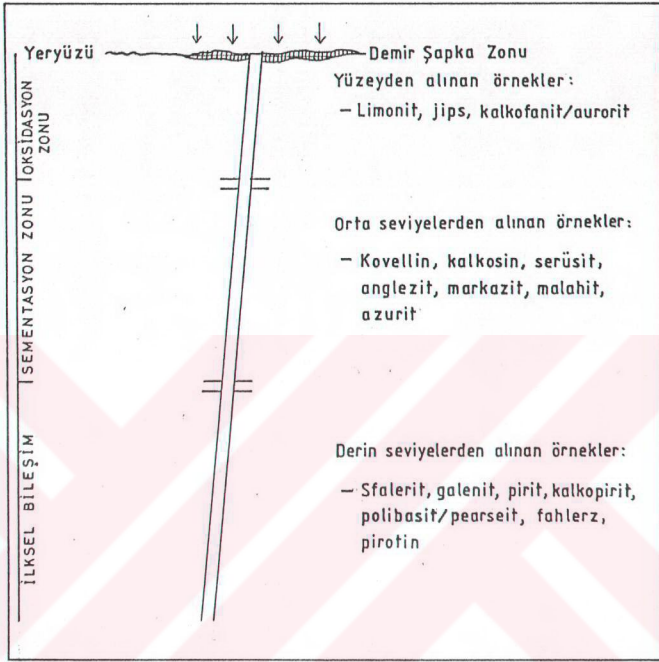 Yeryüzü
Demir Şapka Zonu
Yüzeyden alınan örnekler:
– Limonit, jips, kalkofanit/aurorit
OKSİDASYON
ZONU
Orta seviyelerden alınan örnekler:
– Kovellin, kalkosin, serüsit,
anglezit, markazit, malahit,
azurit
SEMENTASYON ZONU
Derin seviyelerden alınan örnekler:
– Sfalerit, galenit, pirit, kalkopirit,
polibasit/pearseit, fahlerz,
pirotin
İLKSEL BİLEŞİM